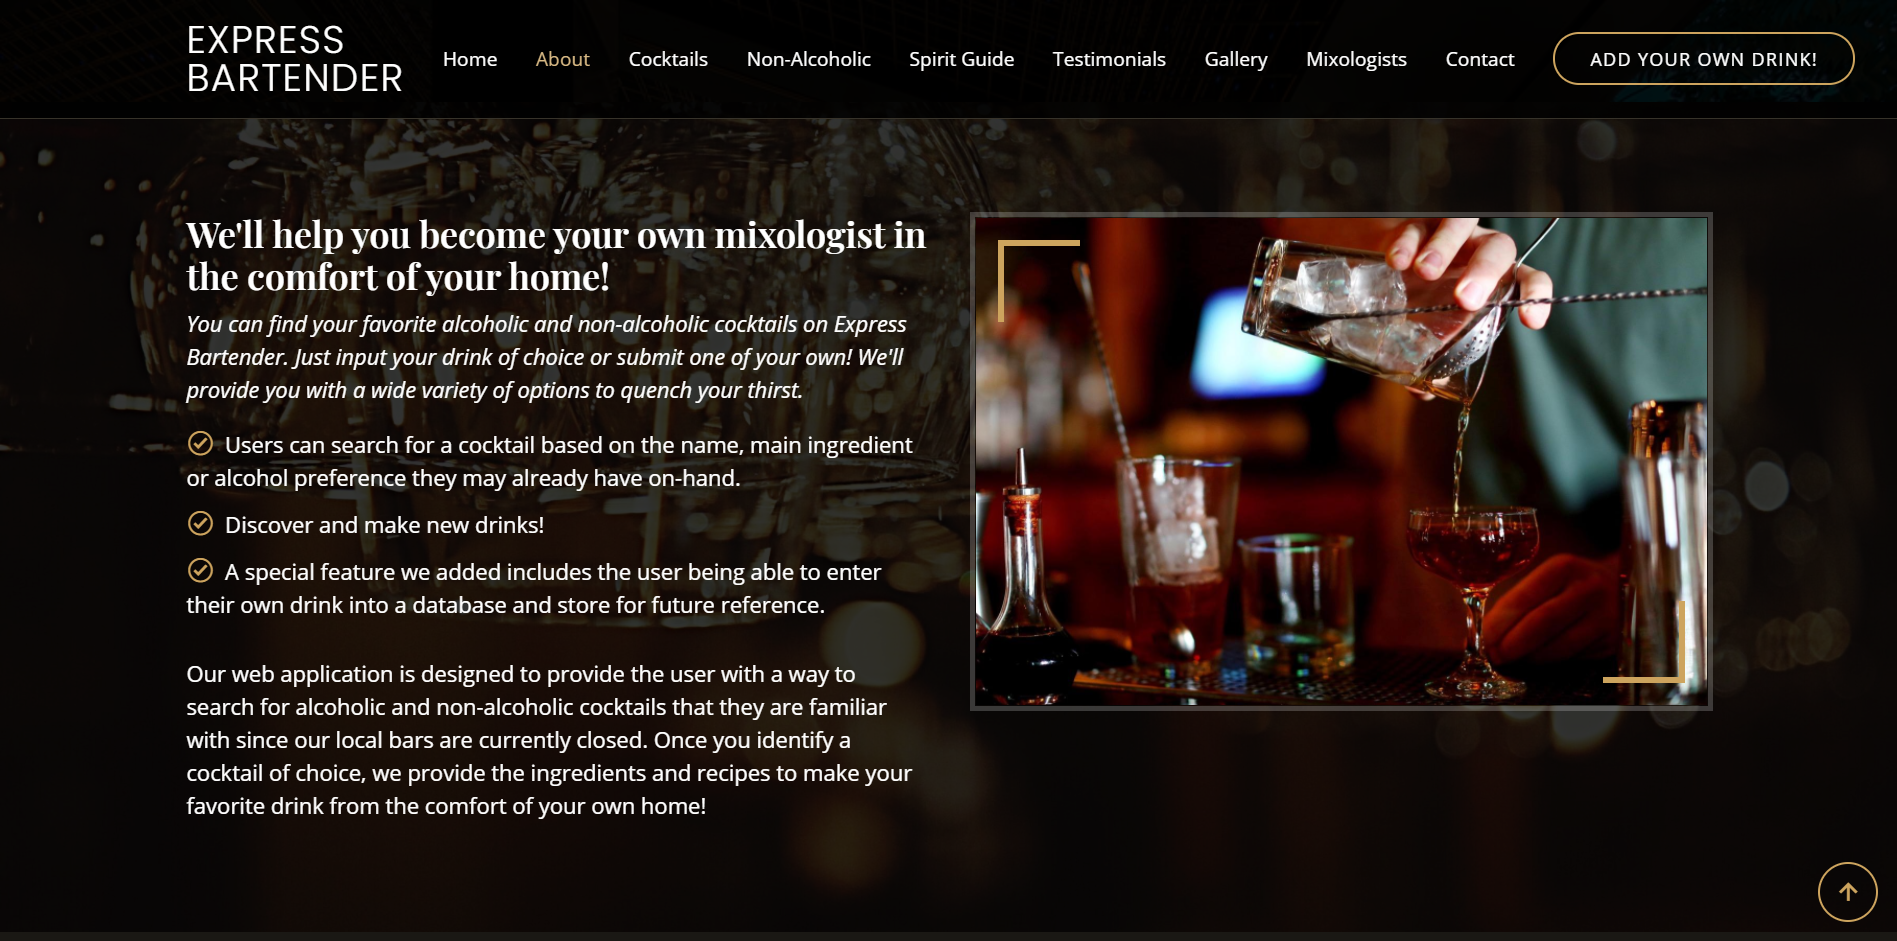 EXPRESS
BARTENDER
Home About Cocktails Non-Alcoholic Spirit Guide Testimonials Gallery Mixologists Contact ADD YOUR OWN DRINK!
We'll help you become your own mixologist in
the comfort of your home!
You can find your favorite alcoholic and non-alcoholic cocktails on Express
Bartender. Just input your drink of choice or submit one of your own! We'll
provide you with a wide variety of options to quench your thirst.
Users can search for a cocktail based on the name, main ingredient
or alcohol preference they may already have on-hand.
Discover and make new drinks!
A special feature we added includes the user being able to enter
their own drink into a database and store for future reference.
Our web application is designed to provide the user with a way to
search for alcoholic and non-alcoholic cocktails that they are familiar
with since our local bars are currently closed. Once you identify a
cocktail of choice, we provide the ingredients and recipes to make your
favorite drink from the comfort of your own home!